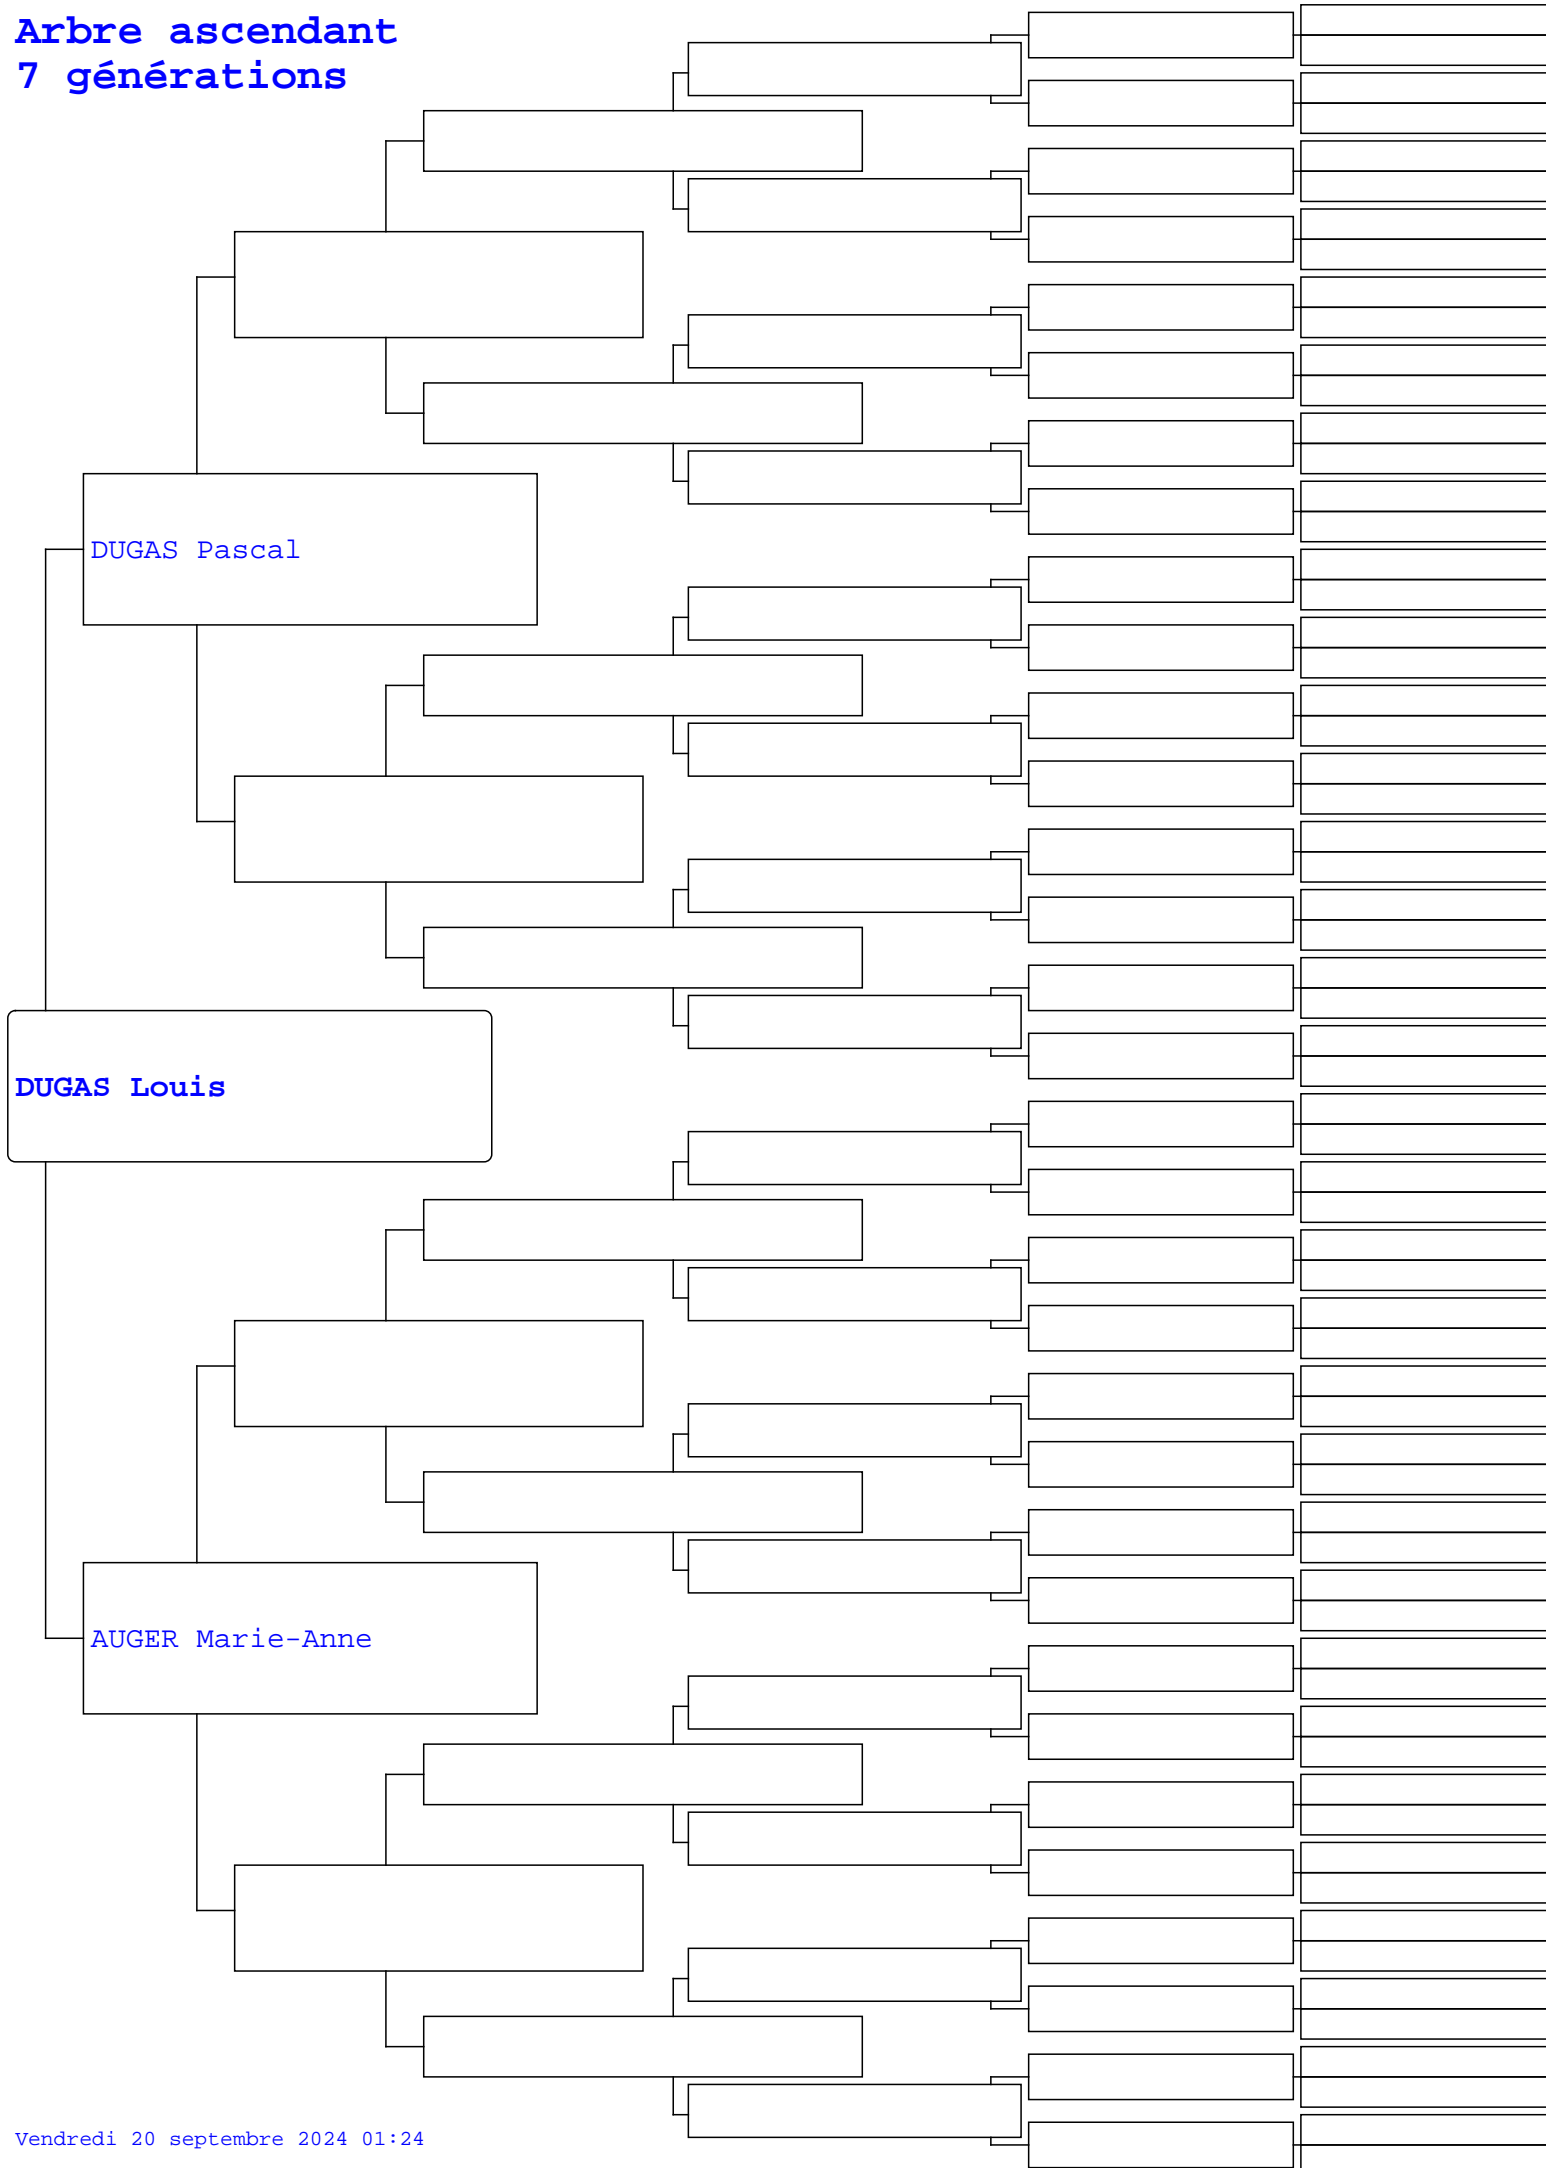 Arbre ascendant
7 générations
DUGAS Pascal
DUGAS Louis
AUGER Marie-Anne
Vendredi 20 septembre 2024 01:24